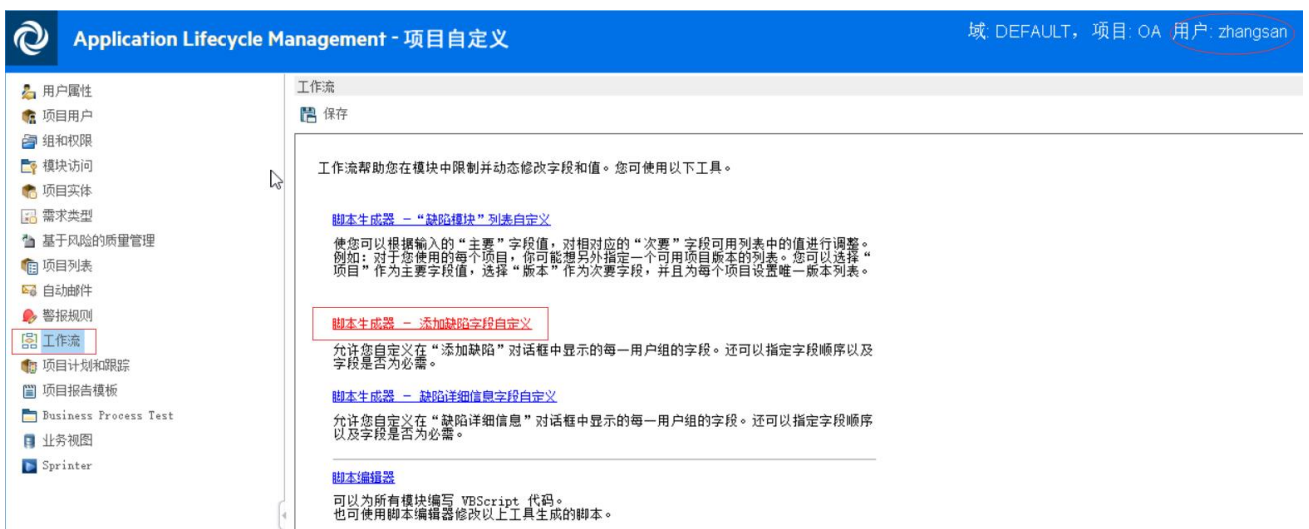 Application Lifecycle Management - 项目自定义
域: DEFAULT， 项目: OA 用户: zhangsan
用户属性
项目用户
组和权限
模块访问
项目实体
需求类型
基于风险的质量管理
项目列表
自动邮件
警报规则
工作流
项目计划和跟踪
项目报告模板
Business Process Test
业务视图
Sprinter
工作流
保存
工作流帮助您在模块中限制并动态修改字段和值。您可使用以下工具。
脚本生成器 － “缺陷模块”列表自定义
使您可以根据输入的“主要”字段值，对相对应的“次要”字段可用列表中的值进行调整。
例如：对于您使用的每个项目，你可能想另外指定一个可用项目版本的列表。您可以选择“
项目”作为主要字段值，选择“版本”作为次要字段，并且为每个项目设置唯一版本列表。
脚本生成器 － 添加缺陷字段自定义
允许您自定义在“添加缺陷”对话框中显示的每一用户组的字段。还可以指定字段顺序以及
字段是否为必需。
脚本生成器 － 缺陷详细信息字段自定义
允许您自定义在“缺陷详细信息”对话框中显示的每一用户组的字段。还可以指定字段顺序
以及字段是否为必需。
脚本编辑器
可以为所有模块编写 VBScript 代码。
也可使用脚本编辑器修改以上工具生成的脚本。